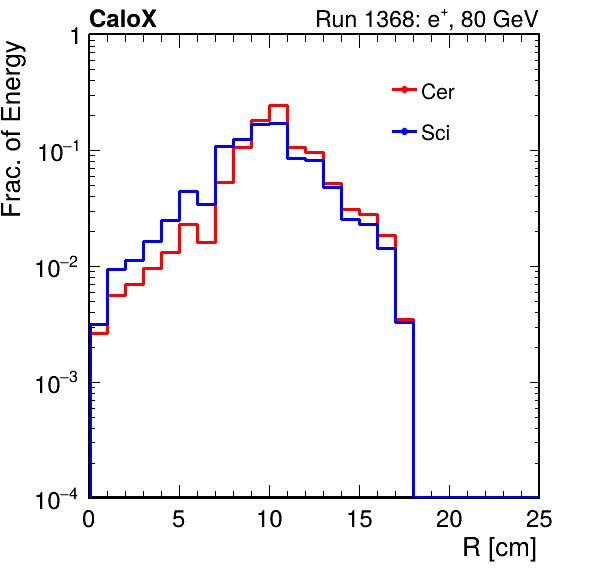 CaloX Run 1368: e⁺, 80 GeV
Frac. of Energy
1
10⁻¹
10⁻²
10⁻³
10⁻⁴
Cer
Sci
0 5 10 15 20 25
R [cm]